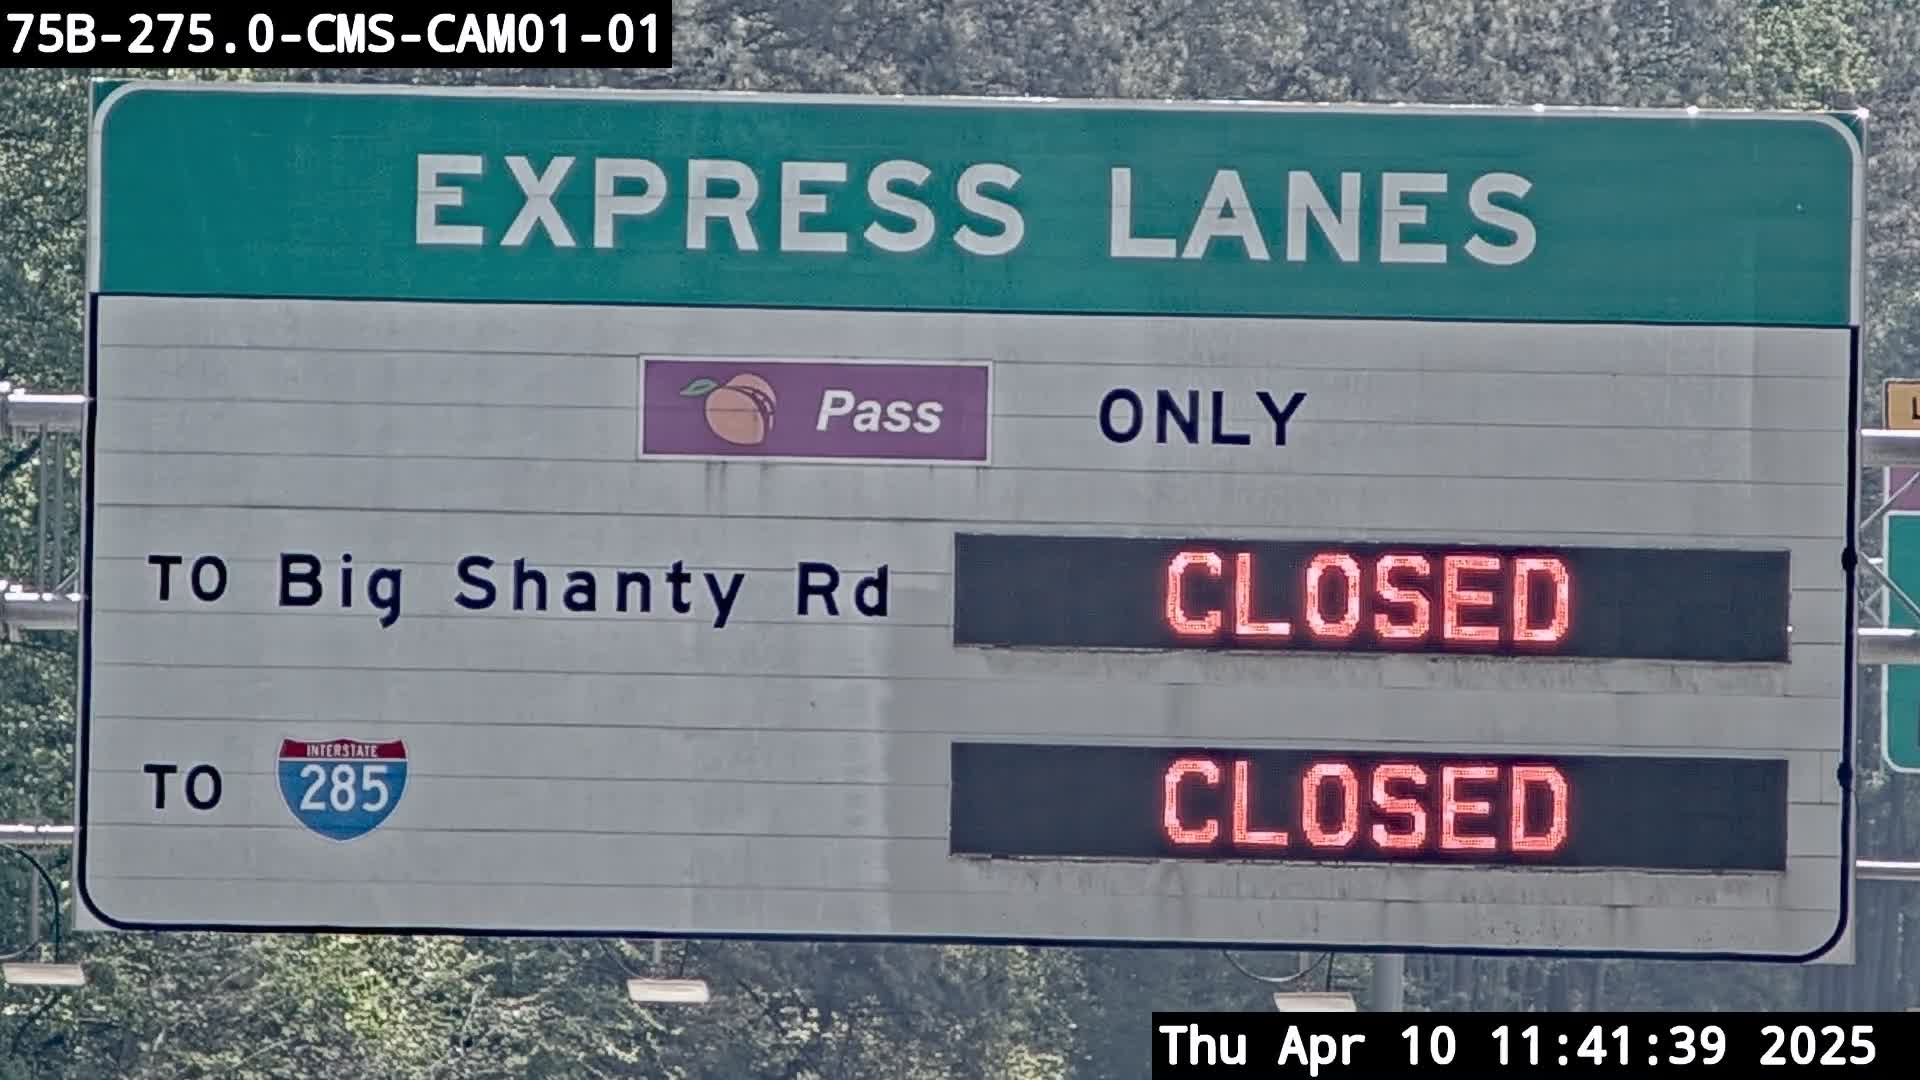 75B-275.0-CMS-CAM01-01
EXPRESS LANES
Pass ONLY
TO Big Shanty Rd CLOSED
INTERSTATE
TO 285 CLOSED
Thu Apr 10 11:41:39 2025